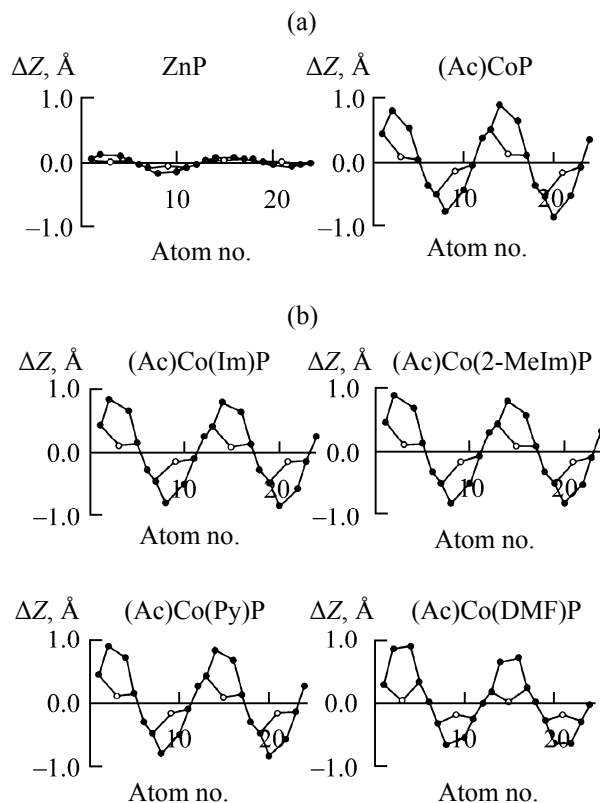 (a)
ΔZ, Å ZnP ΔZ, Å (Ac)CoP
1.0 1.0
0.0 0.0
10 20 10 20
–1.0 –1.0
Atom no. Atom no.
(b)
ΔZ, Å (Ac)Co(Im)P ΔZ, Å (Ac)Co(2-MeIm)P
1.0 1.0
0.0 0.0
10 20 10 20
–1.0 –1.0
Atom no. Atom no.
ΔZ, Å (Ac)Co(Py)P ΔZ, Å (Ac)Co(DMF)P
1.0 1.0
0.0 0.0
10 20 10 20
–1.0 –1.0
Atom no. Atom no.